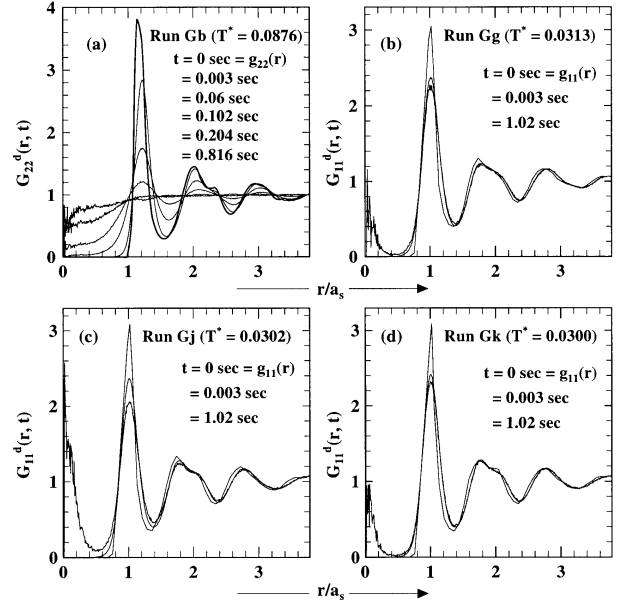 (a) Run Gb (T* = 0.0876)
t = 0 sec = g22(r)
= 0.003 sec
= 0.06 sec
= 0.102 sec
= 0.204 sec
= 0.816 sec
G22^d(r, t)
4
3
2
1
0
0 1 2 3
(b) Run Gg (T* = 0.0313)
t = 0 sec = g11(r)
= 0.003 sec
= 1.02 sec
G11^d(r, t)
3
2
1
0
0 1 2 3
r/as
(c) Run Gj (T* = 0.0302)
t = 0 sec = g11(r)
= 0.003 sec
= 1.02 sec
G11^d(r, t)
3
2
1
0
0 1 2 3
(d) Run Gk (T* = 0.0300)
t = 0 sec = g11(r)
= 0.003 sec
= 1.02 sec
G11^d(r, t)
3
2
1
0
0 1 2 3
r/as